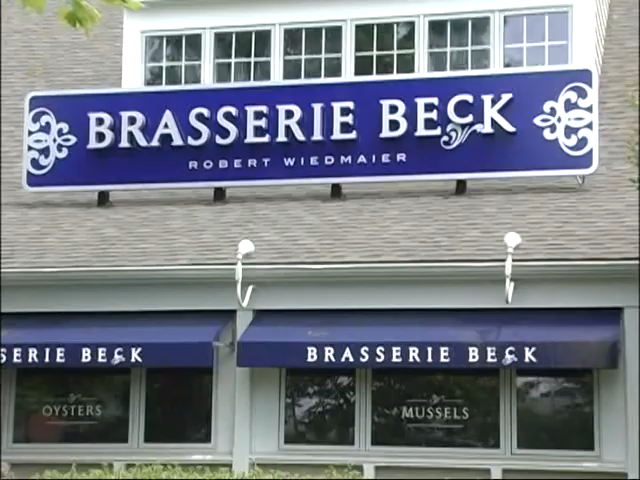 BRASSERIE BECK
ROBERT WIEDMAIER
SERIE BECK
BRASSERIE BECK
OYSTERS
MUSSELS